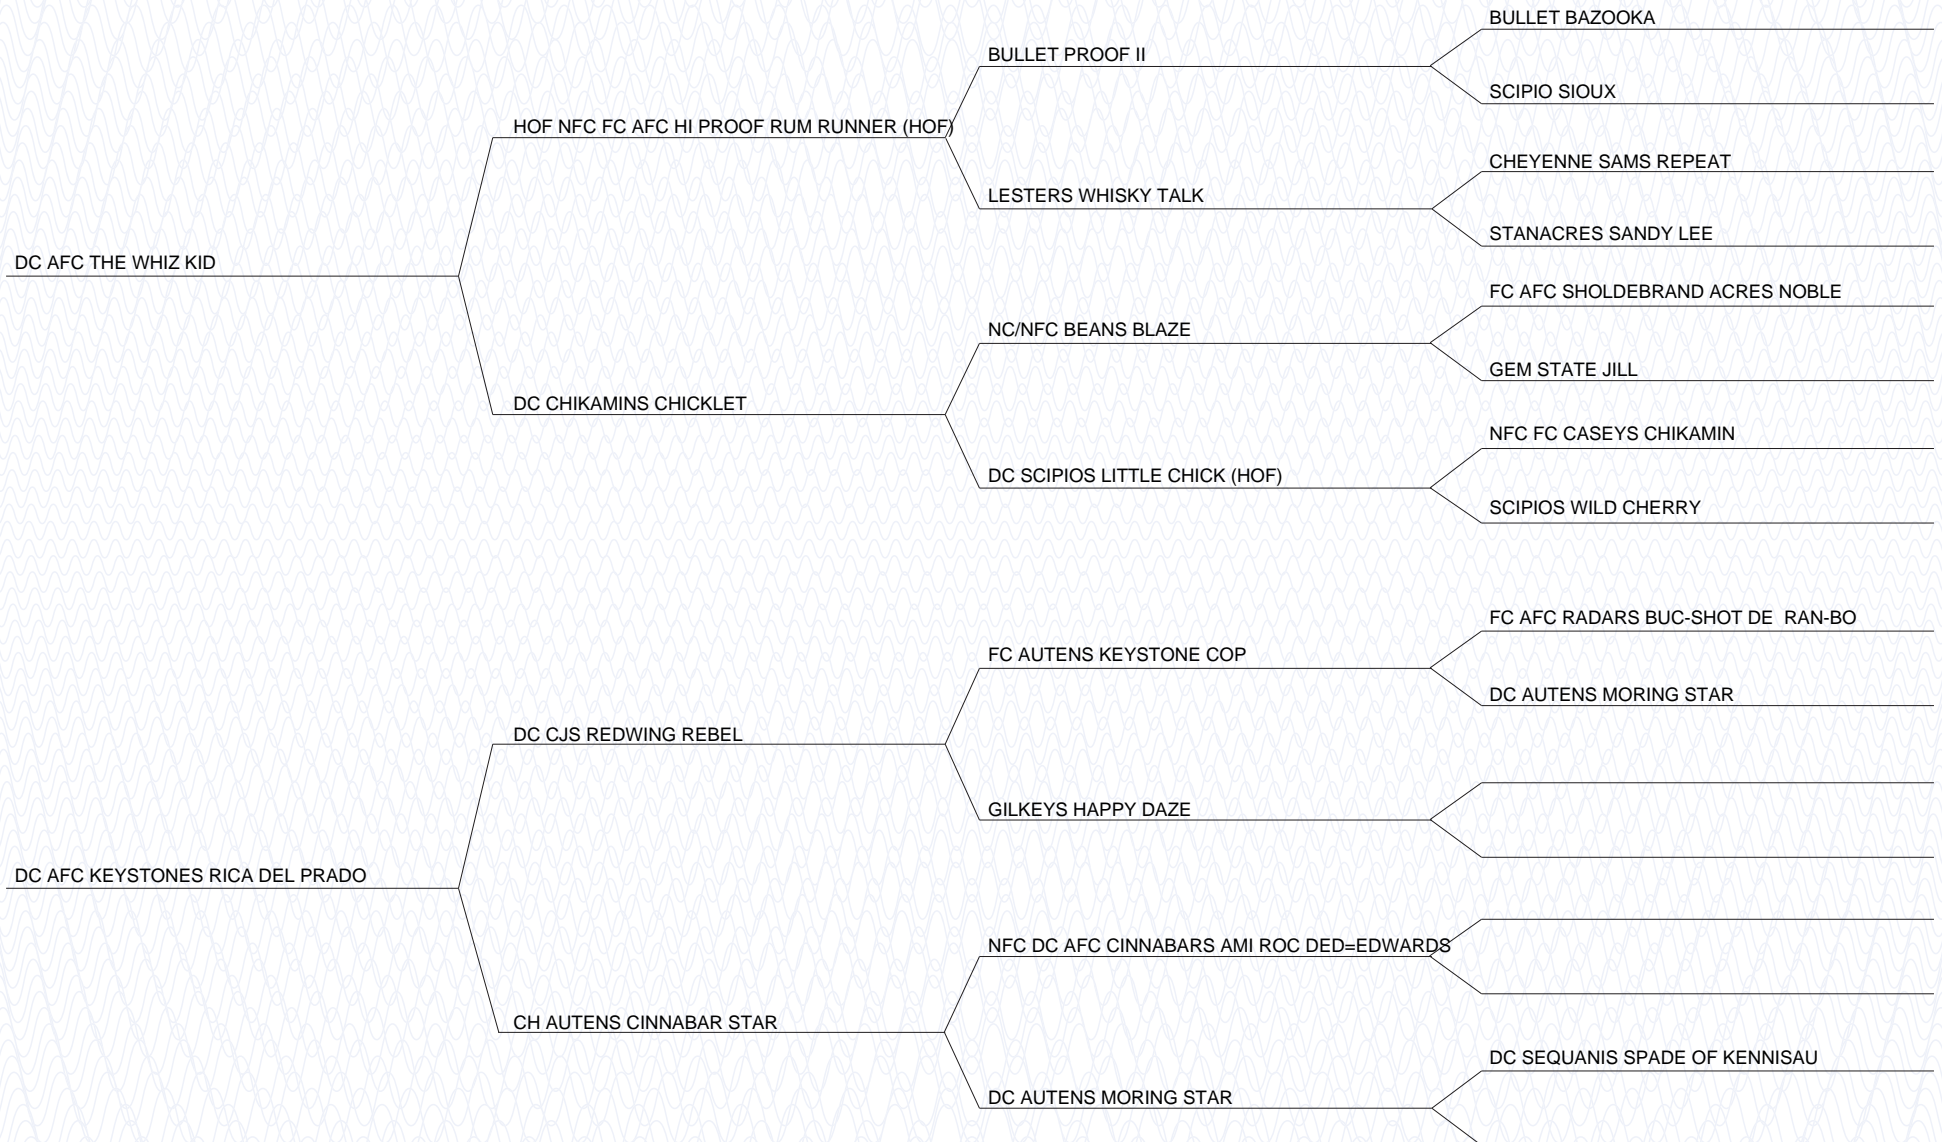 BULLET BAZOOKA
BULLET PROOF II
SCIPIO SIOUX
HOF NFC FC AFC HI PROOF RUM RUNNER (HOF)
CHEYENNE SAMS REPEAT
LESTERS WHISKY TALK
STANACRES SANDY LEE
DC AFC THE WHIZ KID
FC AFC SHOLDEBRAND ACRES NOBLE
NC/NFC BEANS BLAZE
GEM STATE JILL
DC CHIKAMINS CHICKLET
NFC FC CASEYS CHIKAMIN
DC SCIPIOS LITTLE CHICK (HOF)
SCIPIOS WILD CHERRY
FC AFC RADARS BUC-SHOT DE  RAN-BO
FC AUTENS KEYSTONE COP
DC AUTENS MORING STAR
DC CJS REDWING REBEL
GILKEYS HAPPY DAZE
DC AFC KEYSTONES RICA DEL PRADO
NFC DC AFC CINNABARS AMI ROC DED=EDWARDS
CH AUTENS CINNABAR STAR
DC SEQUANIS SPADE OF KENNISAU
DC AUTENS MORING STAR